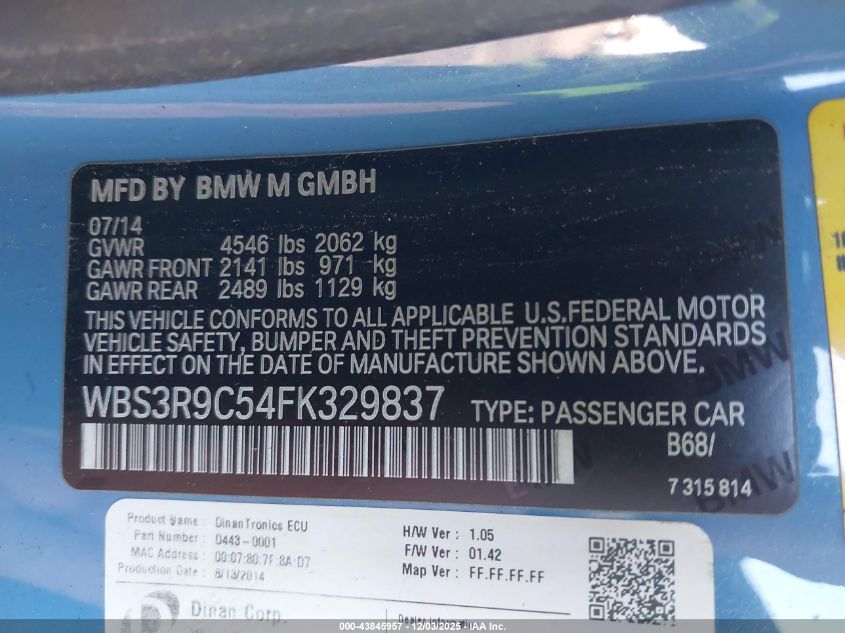 MFD BY BMW M GMBH
07/14
GVWR 4546 lbs 2062 kg
GAWR FRONT 2141 lbs 971 kg
GAWR REAR 2489 lbs 1129 kg
THIS VEHICLE CONFORMS TO ALL APPLICABLE U.S.FEDERAL MOTOR
VEHICLE SAFETY, BUMPER AND THEFT PREVENTION STANDARDS
IN EFFECT ON THE DATE OF MANUFACTURE SHOWN ABOVE.
WBS3R9C54FK329837 TYPE: PASSENGER CAR
B68/
7 315 814
BMW
BMW
BMW
Product Name : DinanTronics ECU
Part Number : 0443-0001
MAC Address : 00:07:80:7F:8A:D7
Production Date : 8/13/2014
H/W Ver : 1.05
F/W Ver : 01.42
Map Ver : FF.FF.FF.FF
Dinan Corp.
000-43845957 - 12/03/2025 - IAA Inc.